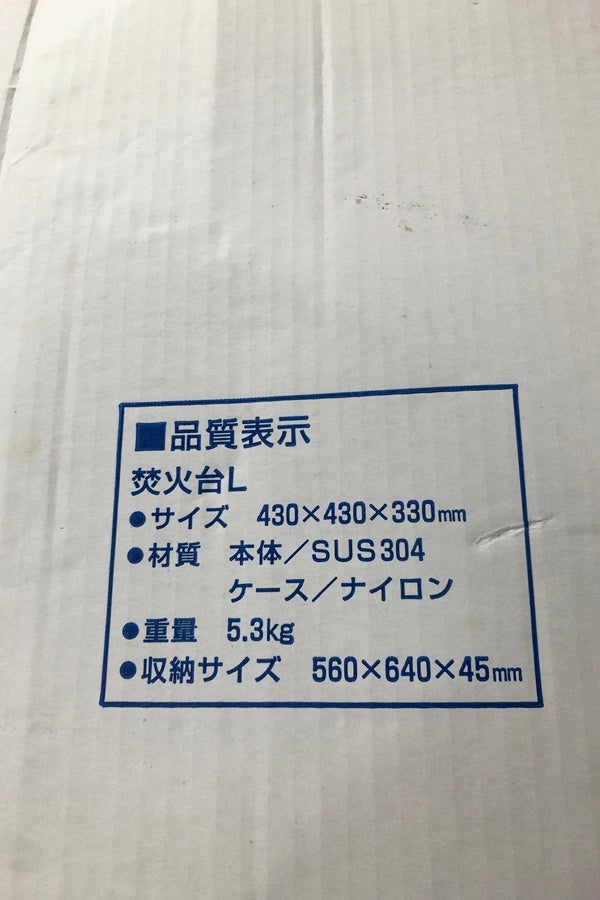 ■品質表示
焚火台L
●サイズ 430×430×330mm
●材質 本体／SUS304
ケース／ナイロン
●重量 5.3kg
●収納サイズ 560×640×45mm